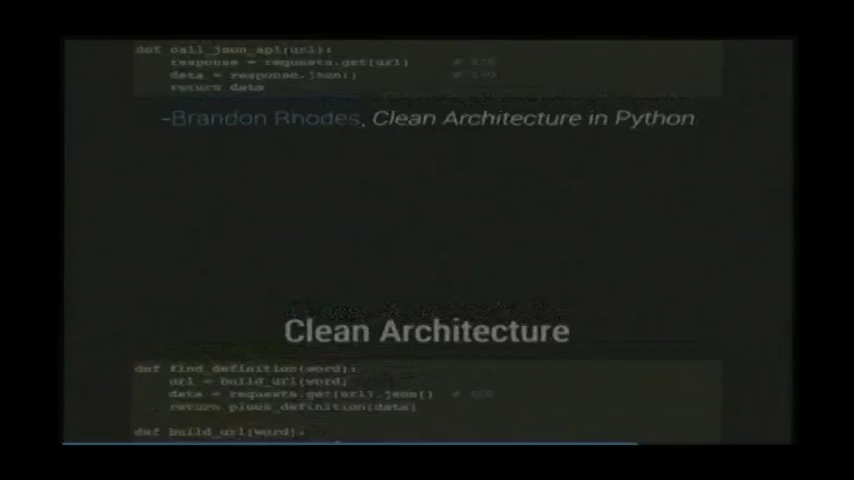 def call_json_api(url):
response = requests.get(url) # I/O
data = response.json() # I/O
return data
-Brandon Rhodes, Clean Architecture in Python
Clean Architecture
def find_definition(word):
url = build_url(word)
data = requests.get(url).json() # I/O
return pluck_definition(data)
def build_url(word):